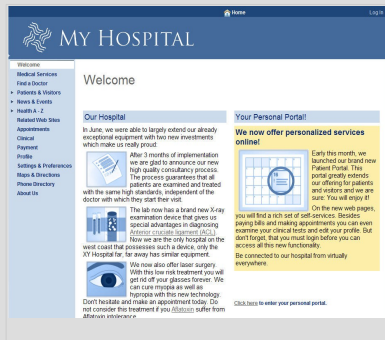 Home
Log in
MY HOSPITAL
Welcome
Medical Services
Find a Doctor
Patients & Visitors
News & Events
Health A - Z
Related Web Sites
Appointments
Clinical
Payment
Profile
Settings & Preferences
Maps & Directions
Phone Directory
About Us
Welcome
Our Hospital
In June, we were able to largely extend our already
exceptional equipment with two new investments
which make us really proud:
After 3 months of implementation
we are glad to announce our new
high quality consultancy process.
The process guarantees that all
patients are examined and treated
with the same high standards, independent of the
doctor with which they start their visit.
The lab now has a brand new X-ray
examination device that gives us
special advantages in diagnosing
Anterior cruciate ligament (ACL).
Now we are the only hospital on the
west coast that possesses such a device, only the
XY Hospital far, far away has similar equipment.
We now also offer laser surgery.
With this low risk treatment you will
get rid off your glasses forever. We
can cure myopia as well as
hypropia with this new technology.
Don't hesitate and make an appointment today. Do
not consider this treatment if you Aflatoxin suffer from
Aflatoxin intolerance.
Your Personal Portal!
We now offer personalized services
online!
Early this month, we
launched our brand new
Patient Portal. This
portal greatly extends
our offering for patients
and visitors and we are
sure: You will enjoy it!
On the new web pages,
you will find a rich set of self-services. Besides
paying bills and making appointments you can even
examine your clinical tests and edit your profile. But
don't forget, that you must login before you can
access all this new functionality.
Be connected to our hospital from virtually
everywhere.
Click here to enter your personal portal.